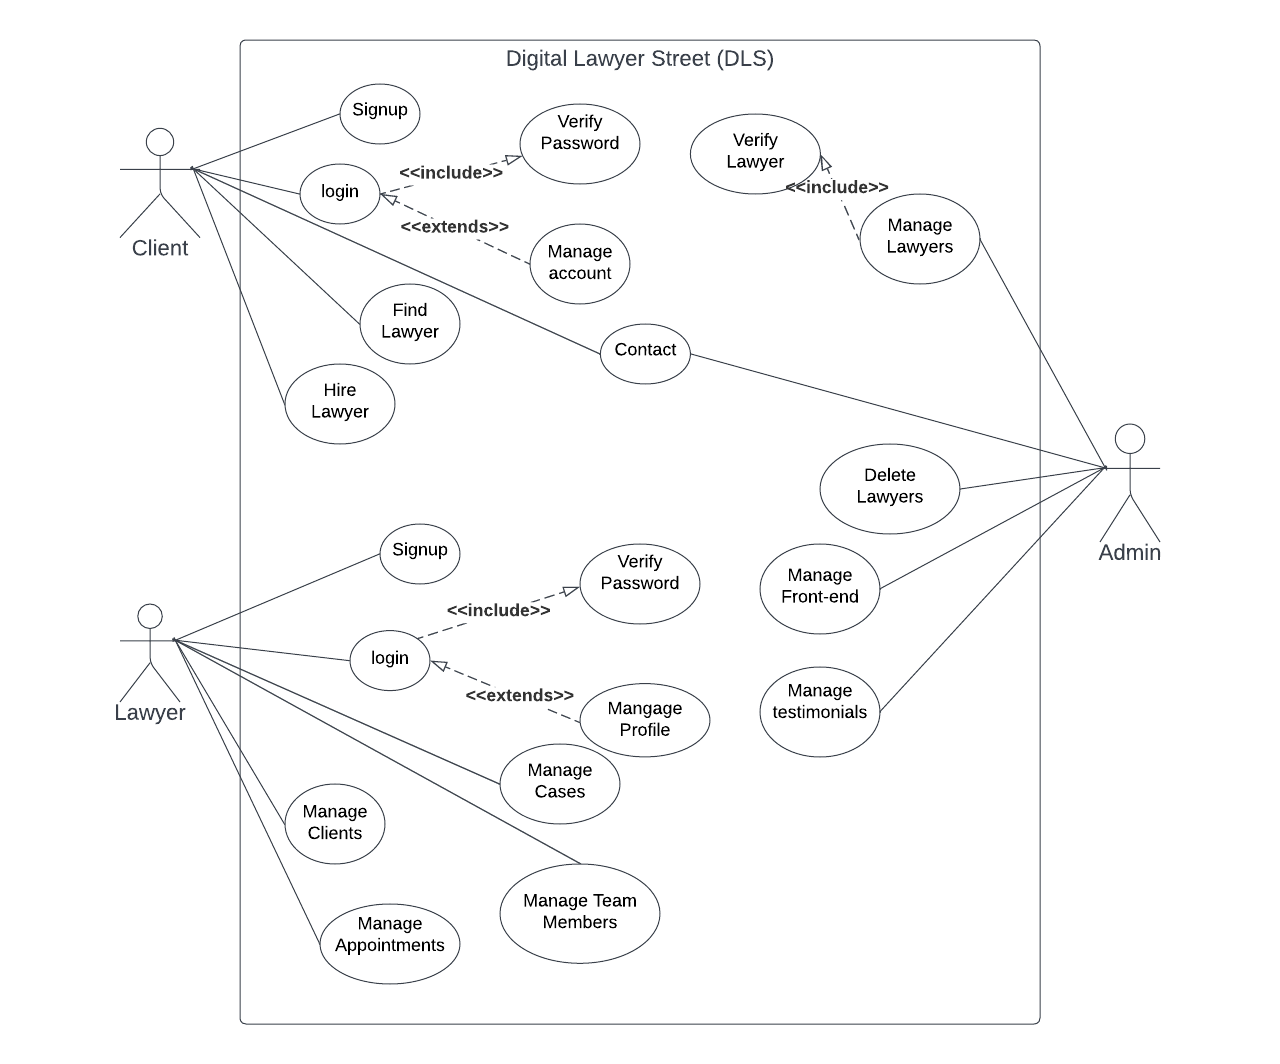 Digital Lawyer Street (DLS)
Signup
Verify
Password
Verify
Lawyer
<<include>>
login
<<include>>
Client
<<extends>>
Manage
account
Manage
Lawyers
Find
Lawyer
Contact
Hire
Lawyer
Delete
Lawyers
Admin
Signup
Verify
Password
Manage
Front-end
<<include>>
login
<<extends>>
Lawyer
Mangage
Profile
Manage
testimonials
Manage
Cases
Manage
Clients
Manage Team
Members
Manage
Appointments